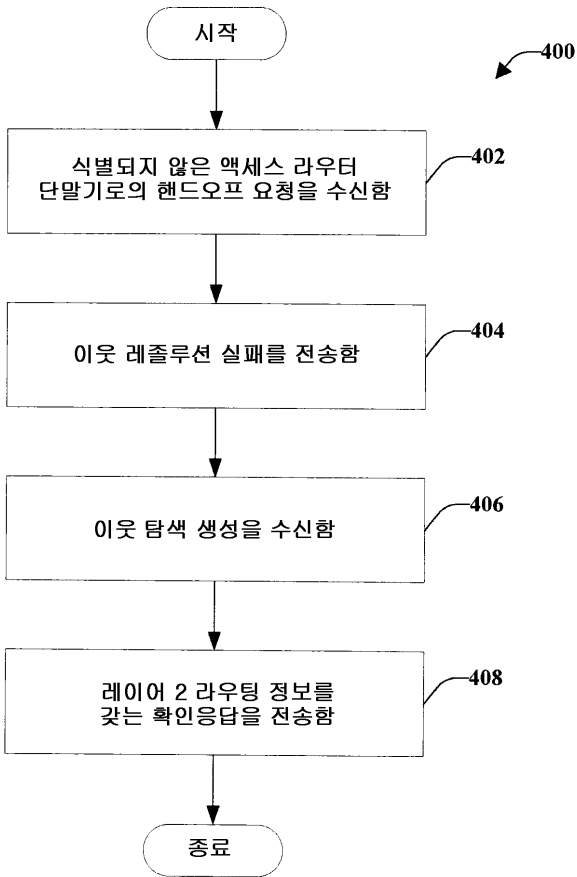 시작
400
식별되지 않은 액세스 라우터
단말기로의 핸드오프 요청을 수신함
402
이웃 레졸루션 실패를 전송함
404
이웃 탐색 생성을 수신함
406
레이어 2 라우팅 정보를
갖는 확인응답을 전송함
408
종료